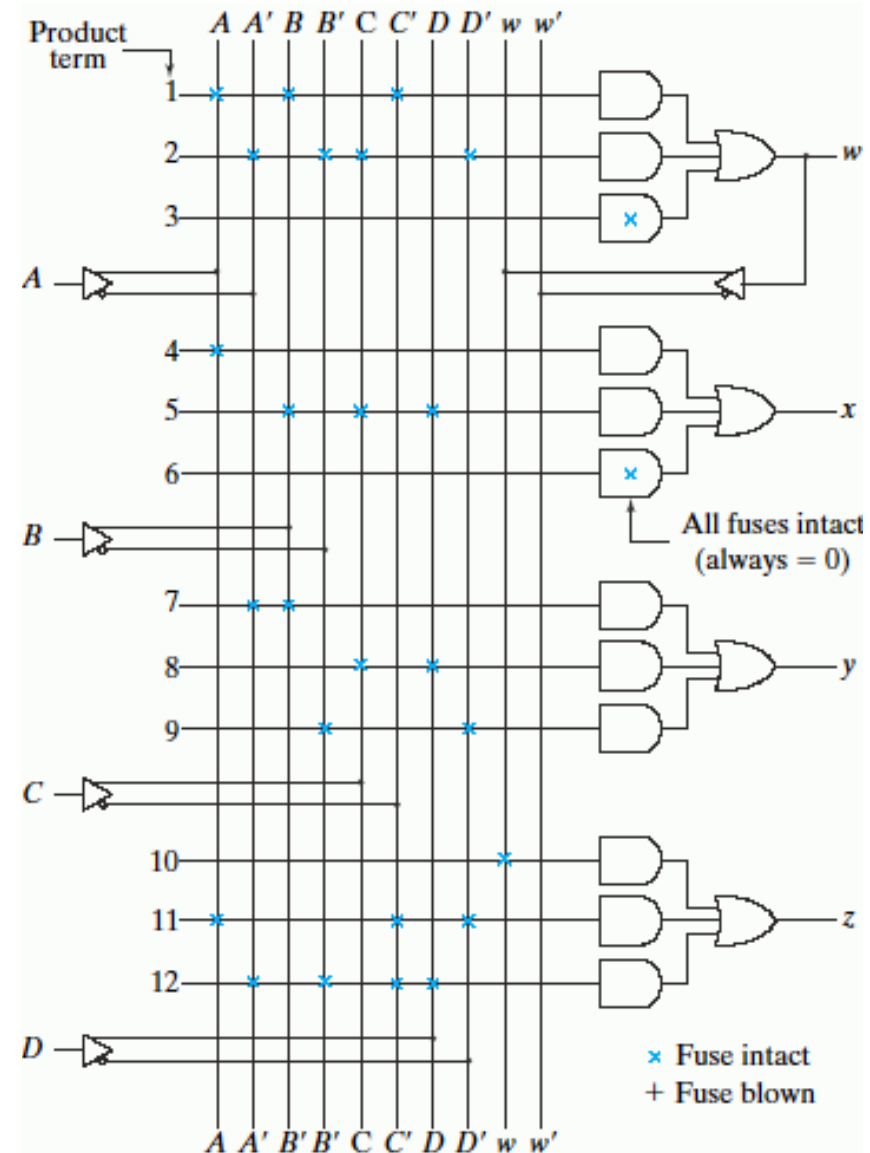 A A' B B' C C' D D' w w'
Product
term
1
2
w
3
A
4
5
x
6
All fuses intact
(always = 0)
B
7
8
y
9
C
10
11
z
12
D
× Fuse intact
+ Fuse blown
A A' B' B' C C' D D' w w'